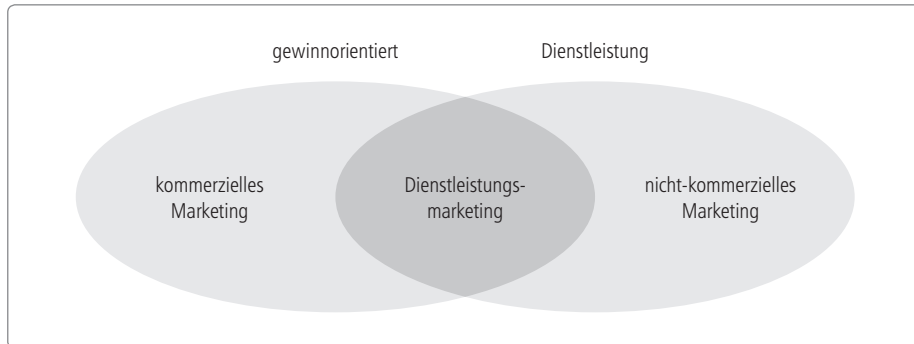 gewinnorientiert
Dienstleistung
kommerzielles
Marketing
Dienstleistungs-
marketing
nicht-kommerzielles
Marketing